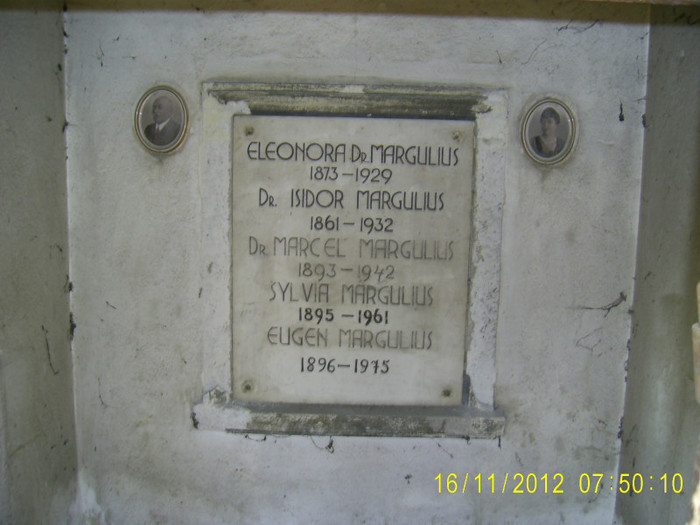 ELEONORA DR. MARGULIUS
1873-1929
DR. ISIDOR MARGULIUS
1861-1932
DR. MARCEL MARGULIUS
1893-1942
SYLVIA MARGULIUS
1895-1961
EUGEN MARGULIUS
1896-1975
16/11/2012 07:50:10